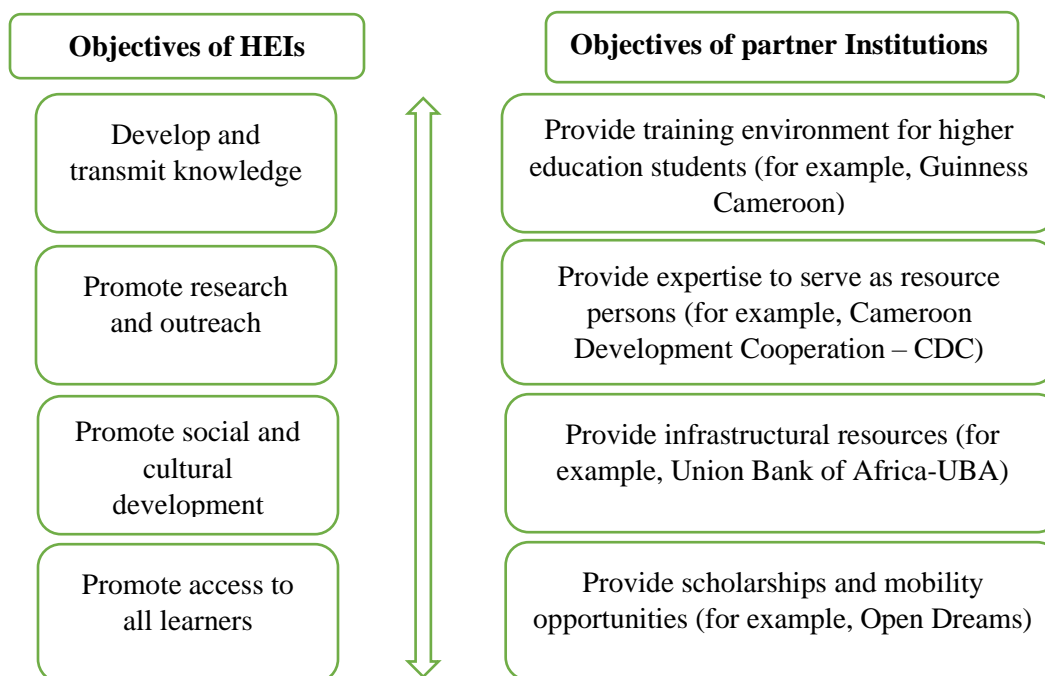 Objectives of HEIs
Develop and
transmit knowledge
Promote research
and outreach
Promote social and
cultural
development
Promote access to
all learners
Objectives of partner Institutions
Provide training environment for higher
education students (for example, Guinness
Cameroon)
Provide expertise to serve as resource
persons (for example, Cameroon
Development Cooperation – CDC)
Provide infrastructural resources (for
example, Union Bank of Africa-UBA)
Provide scholarships and mobility
opportunities (for example, Open Dreams)